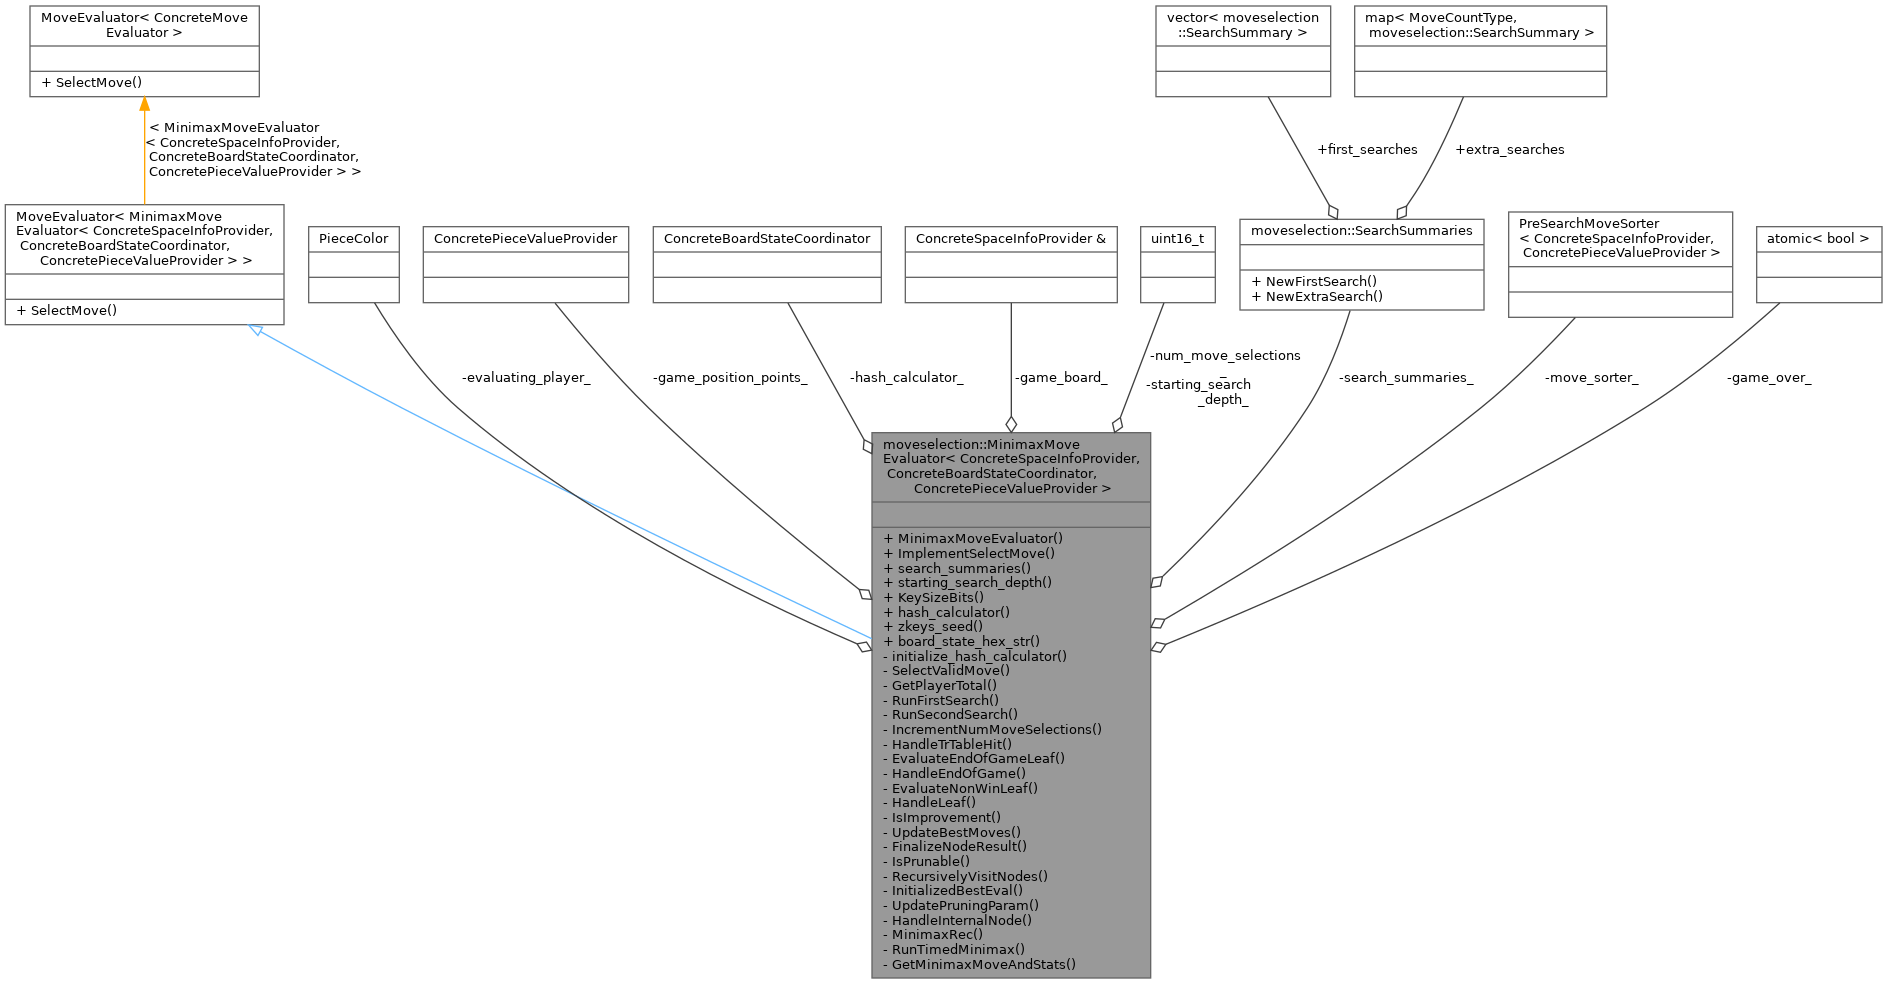 MoveEvaluator< ConcreteMove
Evaluator >
+ SelectMove()
vector< moveselection
::SearchSummary >
map< MoveCountType,
moveselection::SearchSummary >
< MinimaxMoveEvaluator
< ConcreteSpaceInfoProvider,
ConcreteBoardStateCoordinator,
ConcretePieceValueProvider > >
+first_searches
+extra_searches
MoveEvaluator< MinimaxMove
Evaluator< ConcreteSpaceInfoProvider,
ConcreteBoardStateCoordinator,
ConcretePieceValueProvider > >
+ SelectMove()
PieceColor
ConcretePieceValueProvider
ConcreteBoardStateCoordinator
ConcreteSpaceInfoProvider &
uint16_t
moveselection::SearchSummaries
+ NewFirstSearch()
+ NewExtraSearch()
PreSearchMoveSorter
< ConcreteSpaceInfoProvider,
ConcretePieceValueProvider >
atomic< bool >
-evaluating_player_
-game_position_points_
-hash_calculator_
-game_board_
-num_move_selections
_
-starting_search
_depth_
-search_summaries_
-move_sorter_
-game_over_
moveselection::MinimaxMove
Evaluator< ConcreteSpaceInfoProvider,
ConcreteBoardStateCoordinator,
ConcretePieceValueProvider >
+ MinimaxMoveEvaluator()
+ ImplementSelectMove()
+ search_summaries()
+ starting_search_depth()
+ KeySizeBits()
+ hash_calculator()
+ zkeys_seed()
+ board_state_hex_str()
- initialize_hash_calculator()
- SelectValidMove()
- GetPlayerTotal()
- RunFirstSearch()
- RunSecondSearch()
- IncrementNumMoveSelections()
- HandleTrTableHit()
- EvaluateEndOfGameLeaf()
- HandleEndOfGame()
- EvaluateNonWinLeaf()
- HandleLeaf()
- IsImprovement()
- UpdateBestMoves()
- FinalizeNodeResult()
- IsPrunable()
- RecursivelyVisitNodes()
- InitializedBestEval()
- UpdatePruningParam()
- HandleInternalNode()
- MinimaxRec()
- RunTimedMinimax()
- GetMinimaxMoveAndStats()